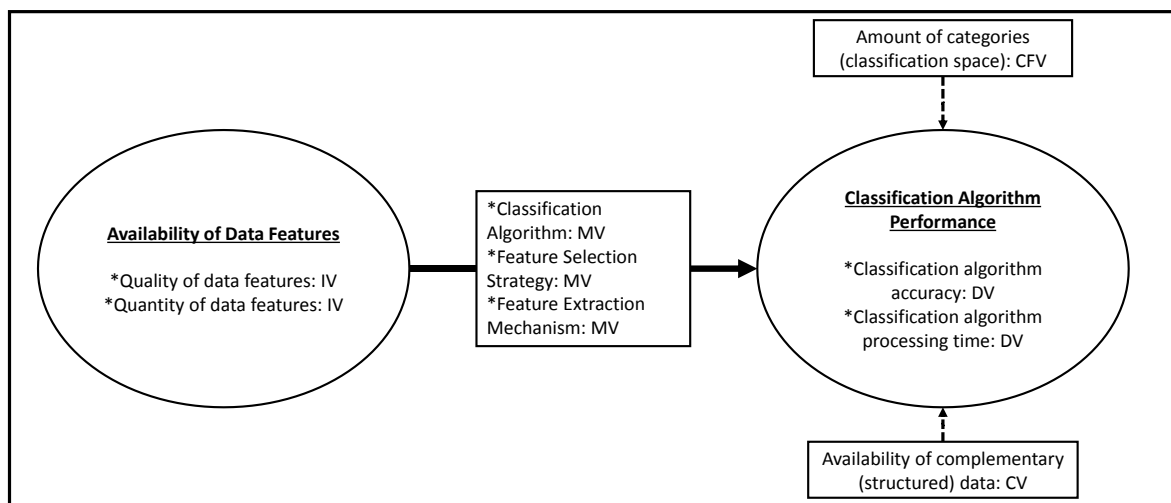 Amount of categories
(classification space): CFV
Availability of Data Features
*Quality of data features: IV
*Quantity of data features: IV
*Classification
Algorithm: MV
*Feature Selection
Strategy: MV
*Feature Extraction
Mechanism: MV
Classification Algorithm
Performance
*Classification algorithm
accuracy: DV
*Classification algorithm
processing time: DV
Availability of complementary
(structured) data: CV